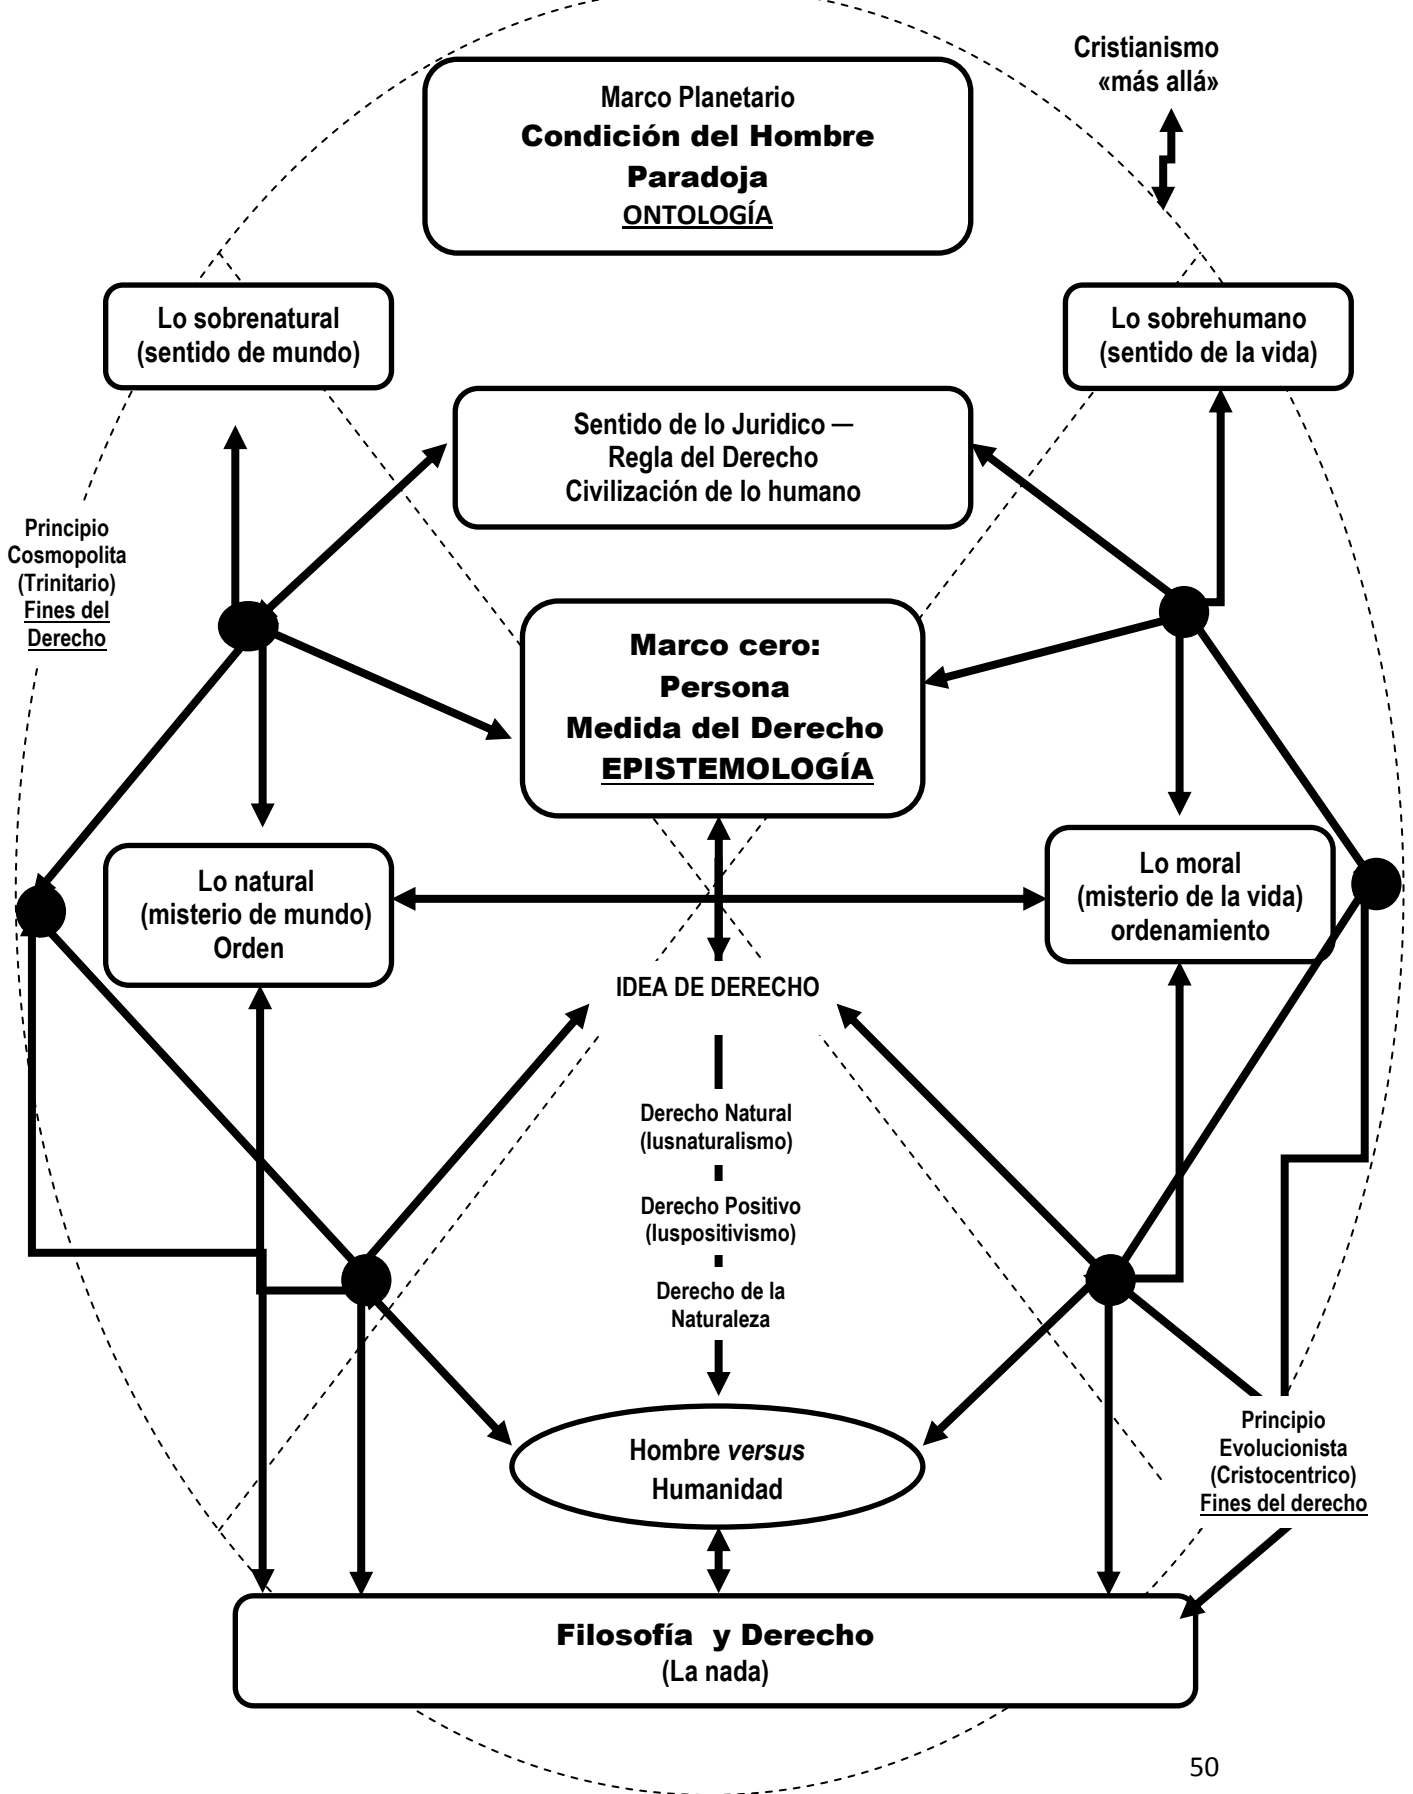 Cristianismo
«más allá»
Marco Planetario
Condición del Hombre
Paradoja
ONTOLOGÍA
Lo sobrenatural
(sentido de mundo)
Lo sobrehumano
(sentido de la vida)
Sentido de lo Juridico —
Regla del Derecho
Civilización de lo humano
Principio
Cosmopolita
(Trinitario)
Fines del
Derecho
Marco cero:
Persona
Medida del Derecho
EPISTEMOLOGÍA
Lo natural
(misterio de mundo)
Orden
Lo moral
(misterio de la vida)
ordenamiento
IDEA DE DERECHO
Derecho Natural
(Iusnaturalismo)
Derecho Positivo
(Iuspositivismo)
Derecho de la
Naturaleza
Hombre versus
Humanidad
Principio
Evolucionista
(Cristocentrico)
Fines del derecho
Filosofía y Derecho
(La nada)
50